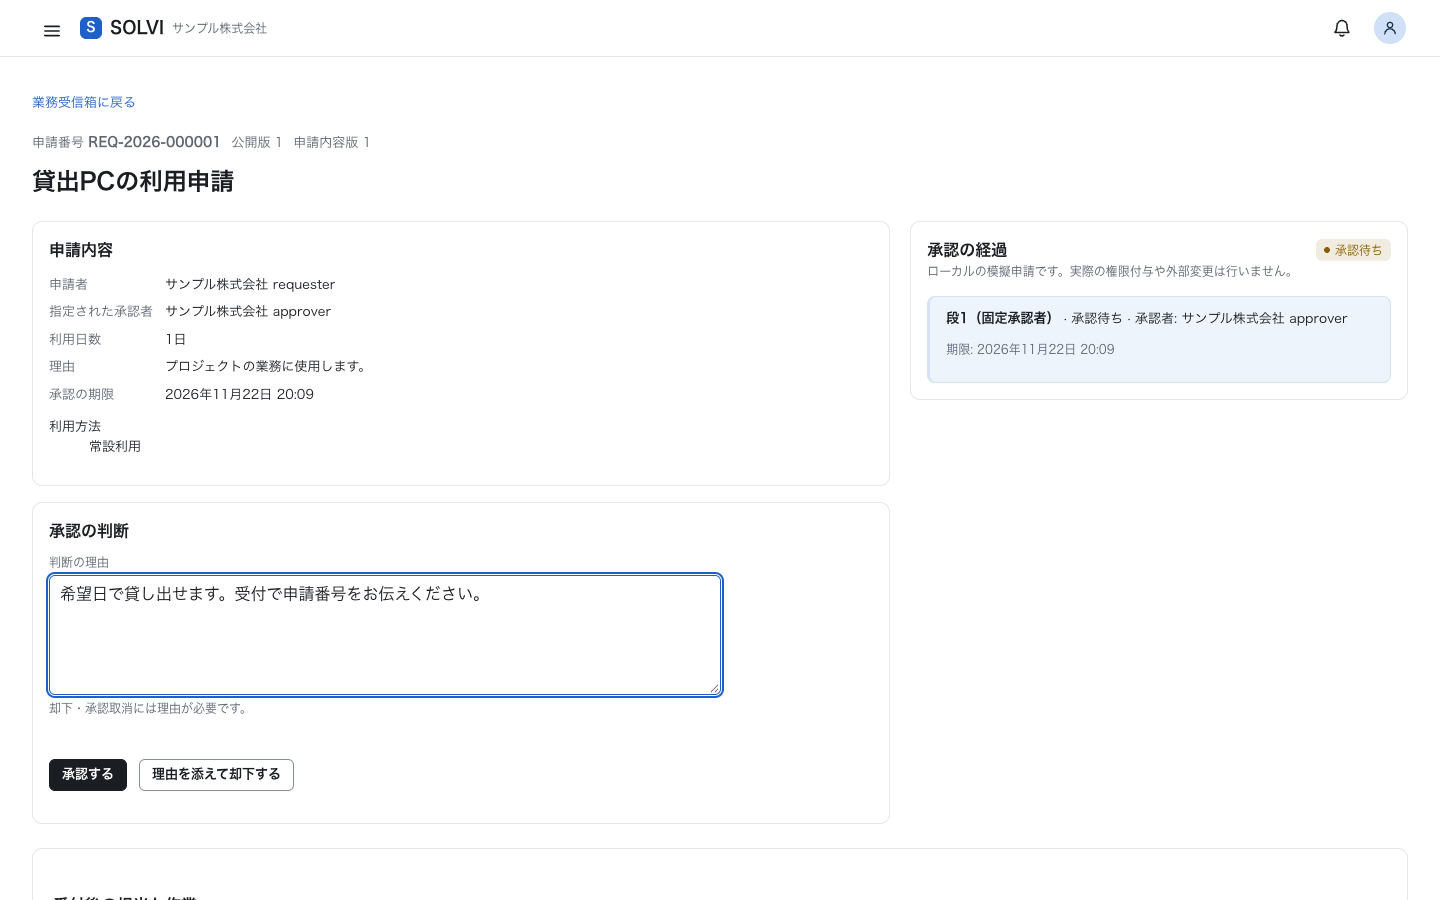 S SOLVI サンプル株式会社
業務受信箱に戻る
申請番号 REQ-2026-000001 公開版 1 申請内容版 1
貸出PCの利用申請
申請内容
申請者 サンプル株式会社 requester
指定された承認者 サンプル株式会社 approver
利用日数 1日
理由 プロジェクトの業務に使用します。
承認の期限 2026年11月22日 20:09
利用方法
常設利用
承認の経過 承認待ち
ローカルの模擬申請です。実際の権限付与や外部変更は行いません。
段1（固定承認者） · 承認待ち · 承認者: サンプル株式会社 approver
期限: 2026年11月22日 20:09
承認の判断
判断の理由
希望日で貸し出せます。受付で申請番号をお伝えください。
却下・承認取消には理由が必要です。
承認する 理由を添えて却下する